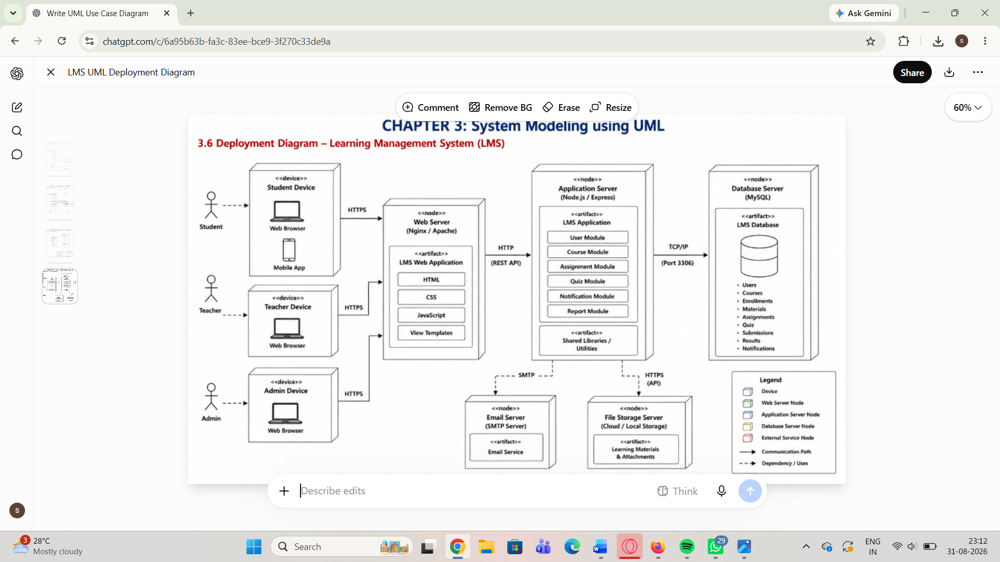 Write UML Use Case Diagram
Ask Gemini
chatgpt.com/c/6a95b63b-fa3c-83ee-bce9-3f270c33de9a
S
LMS UML Deployment Diagram
Share
Comment
Remove BG
Erase
Resize
60%
CHAPTER 3: System Modeling using UML
3.6 Deployment Diagram – Learning Management System (LMS)
Student
<<device>>
Student Device
Web Browser
Mobile App
HTTPS
Teacher
<<device>>
Teacher Device
Web Browser
HTTPS
Admin
<<device>>
Admin Device
Web Browser
HTTPS
<<node>>
Web Server
(Nginx / Apache)
<<artifact>>
LMS Web Application
HTML
CSS
JavaScript
View Templates
HTTP
(REST API)
<<node>>
Application Server
(Node.js / Express)
<<artifact>>
LMS Application
User Module
Course Module
Assignment Module
Quiz Module
Notification Module
Report Module
<<artifact>>
Shared Libraries /
Utilities
TCP/IP
(Port 3306)
<<node>>
Database Server
(MySQL)
<<artifact>>
LMS Database
• Users
• Courses
• Enrollments
• Materials
• Assignments
• Quiz
• Submissions
• Results
• Notifications
SMTP
HTTPS
(API)
<<node>>
Email Server
(SMTP Server)
<<artifact>>
Email Service
<<node>>
File Storage Server
(Cloud / Local Storage)
<<artifact>>
Learning Materials
& Attachments
Legend
Device
Web Server Node
Application Server Node
Database Server Node
External Service Node
Communication Path
Dependency / Uses
Describe edits
Think
S
3
28°C
Mostly cloudy
Search
29
ENG
IN
23:12
31-08-2026